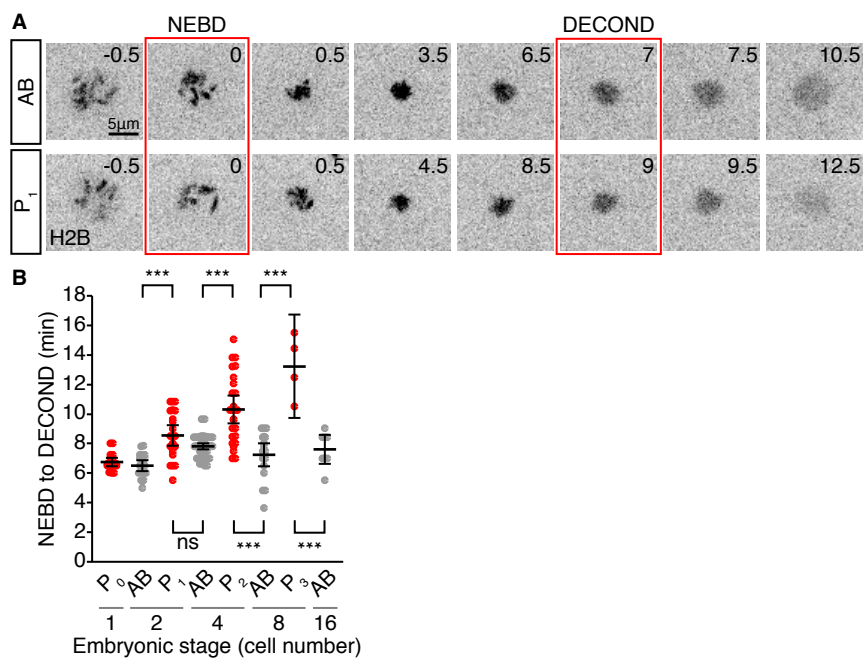 A
NEBD DECOND
AB
-0.5 0 0.5 3.5 6.5 7 7.5 10.5
5μm
P₁
-0.5 0 0.5 4.5 8.5 9 9.5 12.5
H2B
B
*** *** ***
18
16
14
12
10
8
6
4
2
0
NEBD to DECOND (min)
ns *** ***
P₀ AB P₁ AB P₂ AB P₃ AB
1 2 4 8 16
Embryonic stage (cell number)